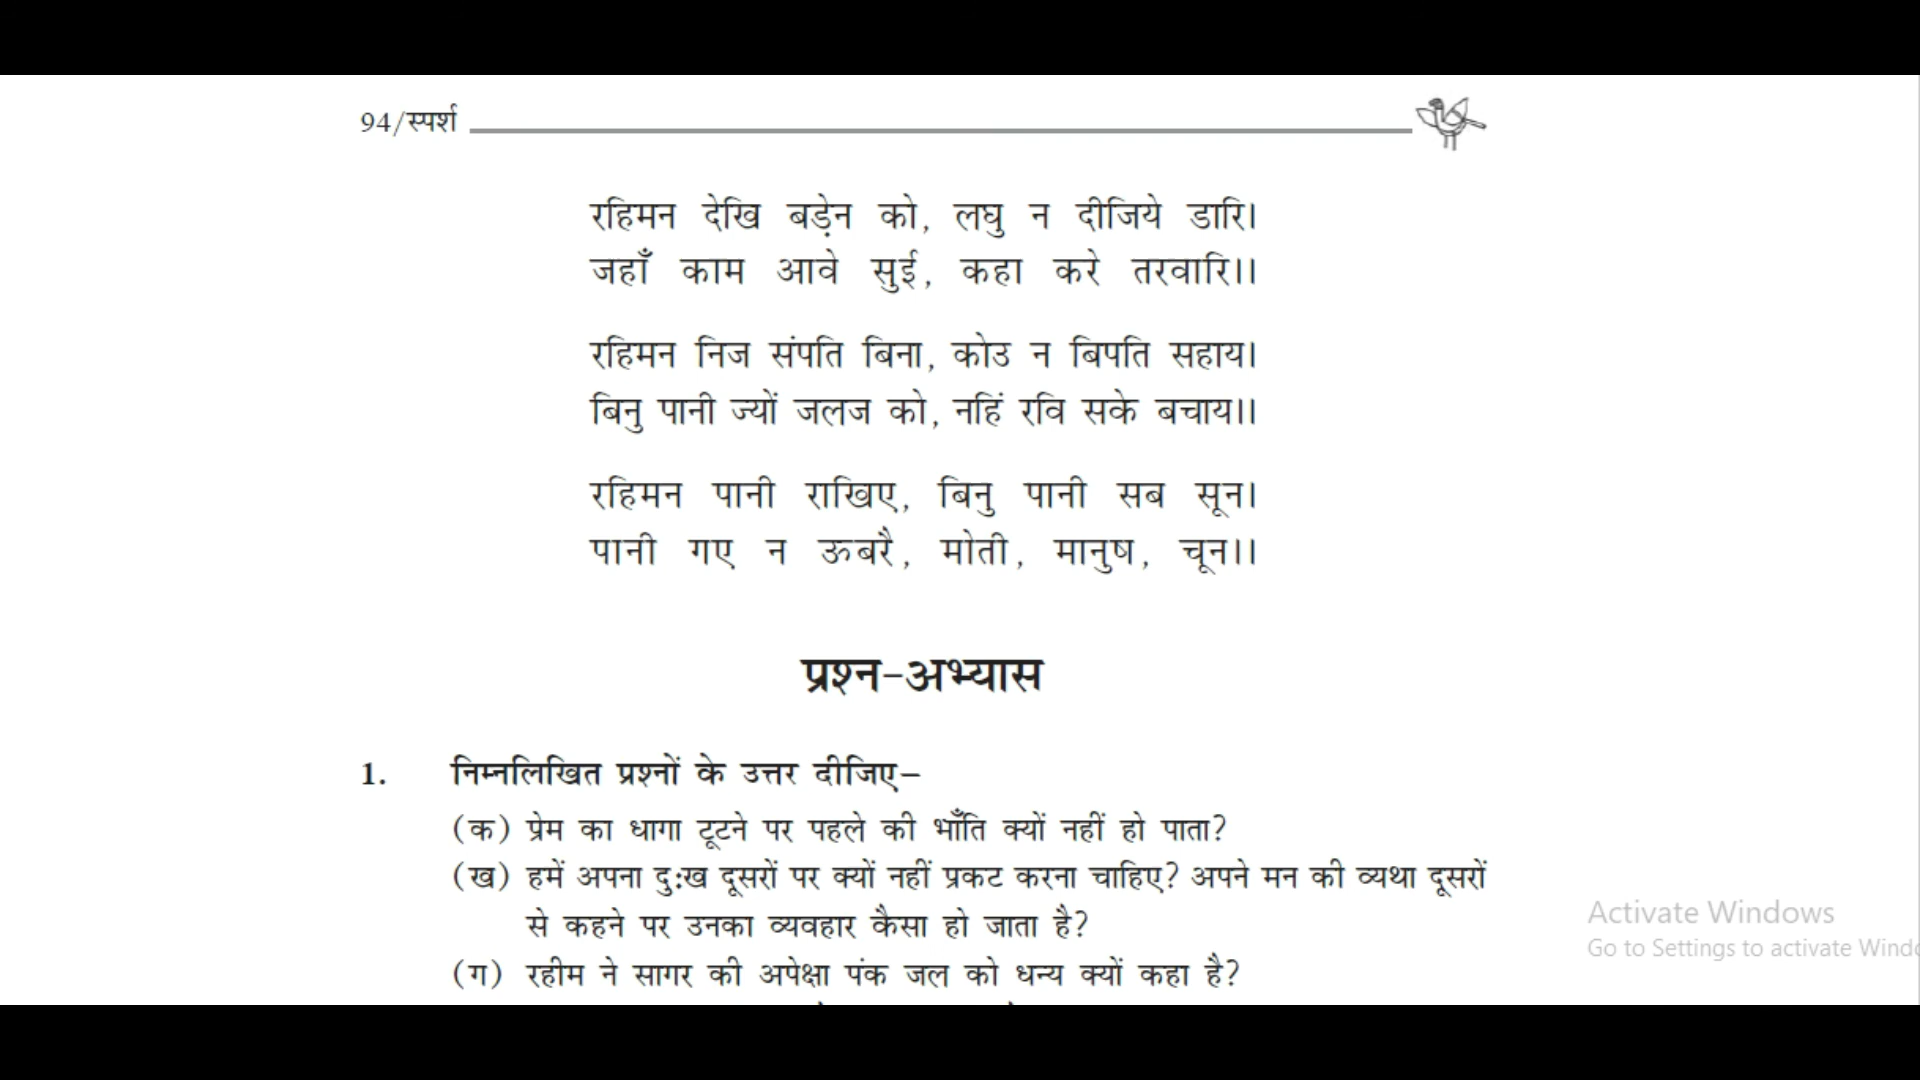 94/स्पर्श
रहिमन देखि बड़ेन को, लघु न दीजिये डारि।
जहाँ काम आवे सुई, कहा करे तरवारि।।
रहिमन निज संपति बिना, कोउ न बिपति सहाय।
बिनु पानी ज्यों जलज को, नहिं रवि सके बचाय।।
रहिमन पानी राखिए, बिनु पानी सब सून।
पानी गए न ऊबरै, मोती, मानुष, चून।।
प्रश्न-अभ्यास
1. निम्नलिखित प्रश्नों के उत्तर दीजिए–
(क) प्रेम का धागा टूटने पर पहले की भाँति क्यों नहीं हो पाता?
(ख) हमें अपना दु:ख दूसरों पर क्यों नहीं प्रकट करना चाहिए? अपने मन की व्यथा दूसरों
से कहने पर उनका व्यवहार कैसा हो जाता है?
(ग) रहीम ने सागर की अपेक्षा पंक जल को धन्य क्यों कहा है?
Activate Windows
Go to Settings to activate Windo